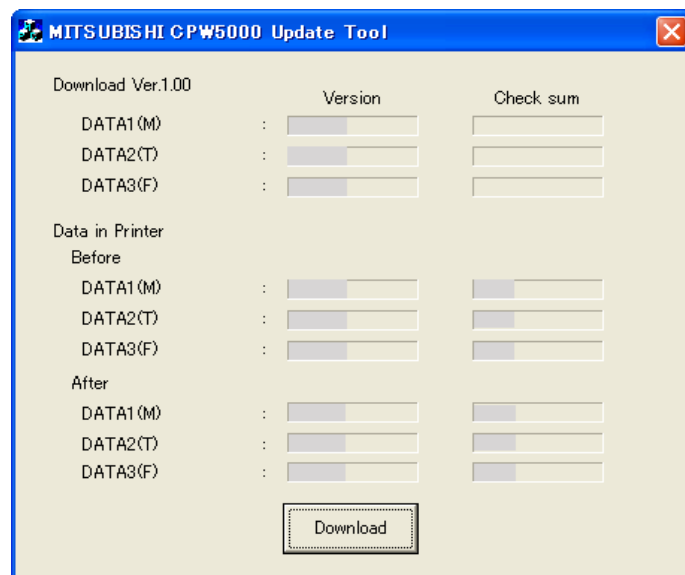 MITSUBISHI CPW5000 Update Tool
Download Ver.1.00
Version Check sum
DATA1(M) :
DATA2(T) :
DATA3(F) :
Data in Printer
Before
DATA1(M) :
DATA2(T) :
DATA3(F) :
After
DATA1(M) :
DATA2(T) :
DATA3(F) :
Download